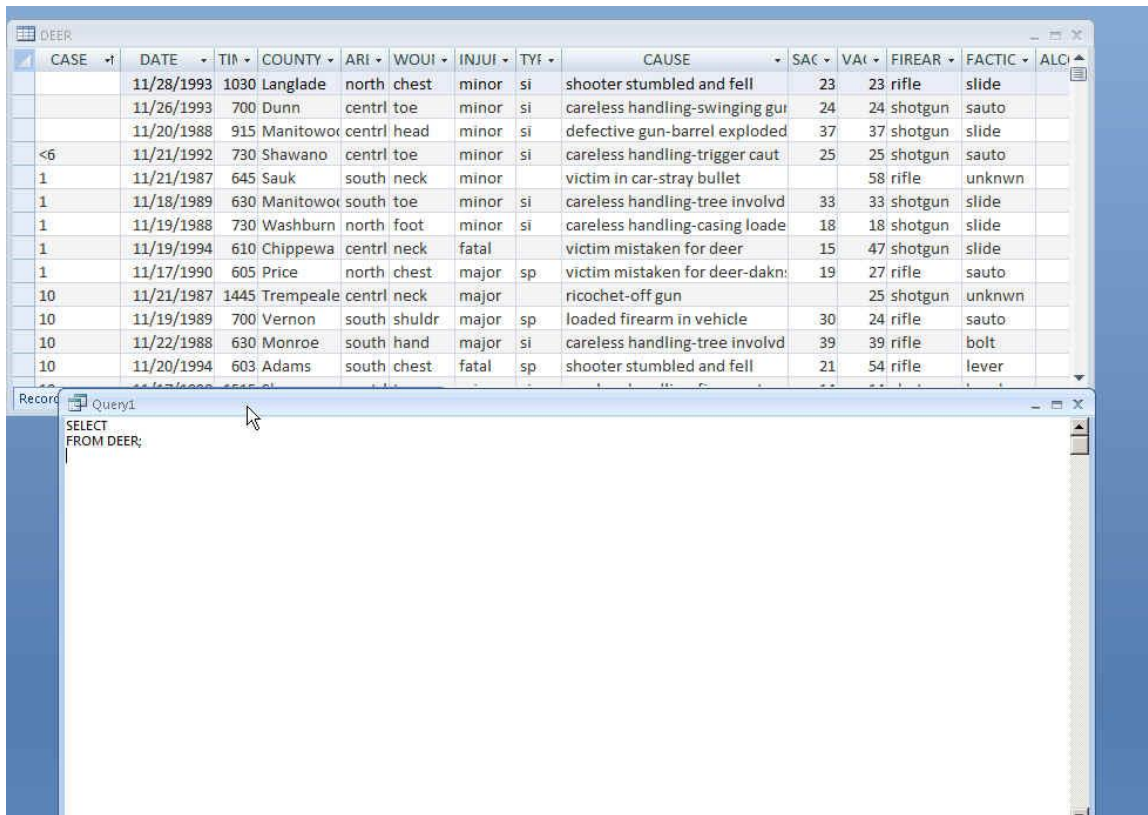 DEER
CASE DATE TIN COUNTY ARI WOUI INJUI TYF CAUSE SAC VAC FIREAR FACTIC ALC
11/28/1993 1030 Langlade north chest minor si shooter stumbled and fell 23 23 rifle slide
11/26/1993 700 Dunn centrl toe minor si careless handling-swinging gur 24 24 shotgun sauto
11/20/1988 915 Manitowoc centrl head minor si defective gun-barrel exploded 37 37 shotgun slide
<6 11/21/1992 730 Shawano centrl toe minor si careless handling-trigger caut 25 25 shotgun sauto
1 11/21/1987 645 Sauk south neck minor victim in car-stray bullet 58 rifle unknwn
1 11/18/1989 630 Manitowoc south toe minor si careless handling-tree involvd 33 33 shotgun slide
1 11/19/1988 730 Washburn north foot minor si careless handling-casing loade 18 18 shotgun slide
1 11/19/1994 610 Chippewa centrl neck fatal victim mistaken for deer 15 47 shotgun slide
1 11/17/1990 605 Price north chest major sp victim mistaken for deer-dakn 19 27 rifle sauto
10 11/21/1987 1445 Trempeale centrl neck major ricochet-off gun 25 shotgun unknwn
10 11/19/1989 700 Vernon south shuldr major sp loaded firearm in vehicle 30 24 rifle sauto
10 11/22/1988 630 Monroe south hand major si careless handling-tree involvd 39 39 rifle bolt
10 11/20/1994 603 Adams south chest fatal sp shooter stumbled and fell 21 54 rifle lever
Record
Query1
SELECT
FROM DEER;